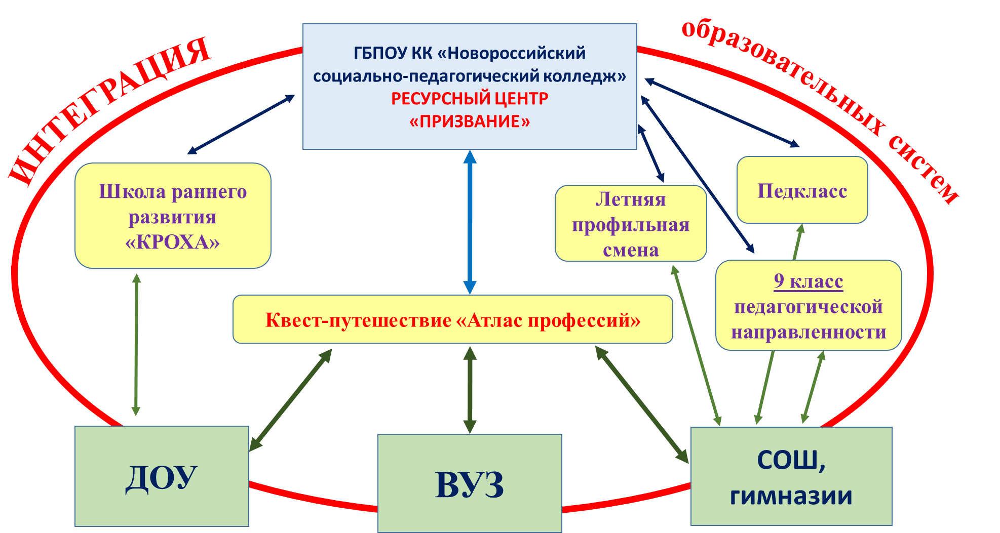 ИНТЕГРАЦИЯ
образовательных систем
ГБПОУ КК «Новороссийский
социально-педагогический колледж»
РЕСУРСНЫЙ ЦЕНТР
«ПРИЗВАНИЕ»
Школа раннего
развития
«КРОХА»
Летняя
профильная
смена
Педкласс
9 класс
педагогической
направленности
Квест-путешествие «Атлас профессий»
ДОУ
ВУЗ
СОШ,
гимназии